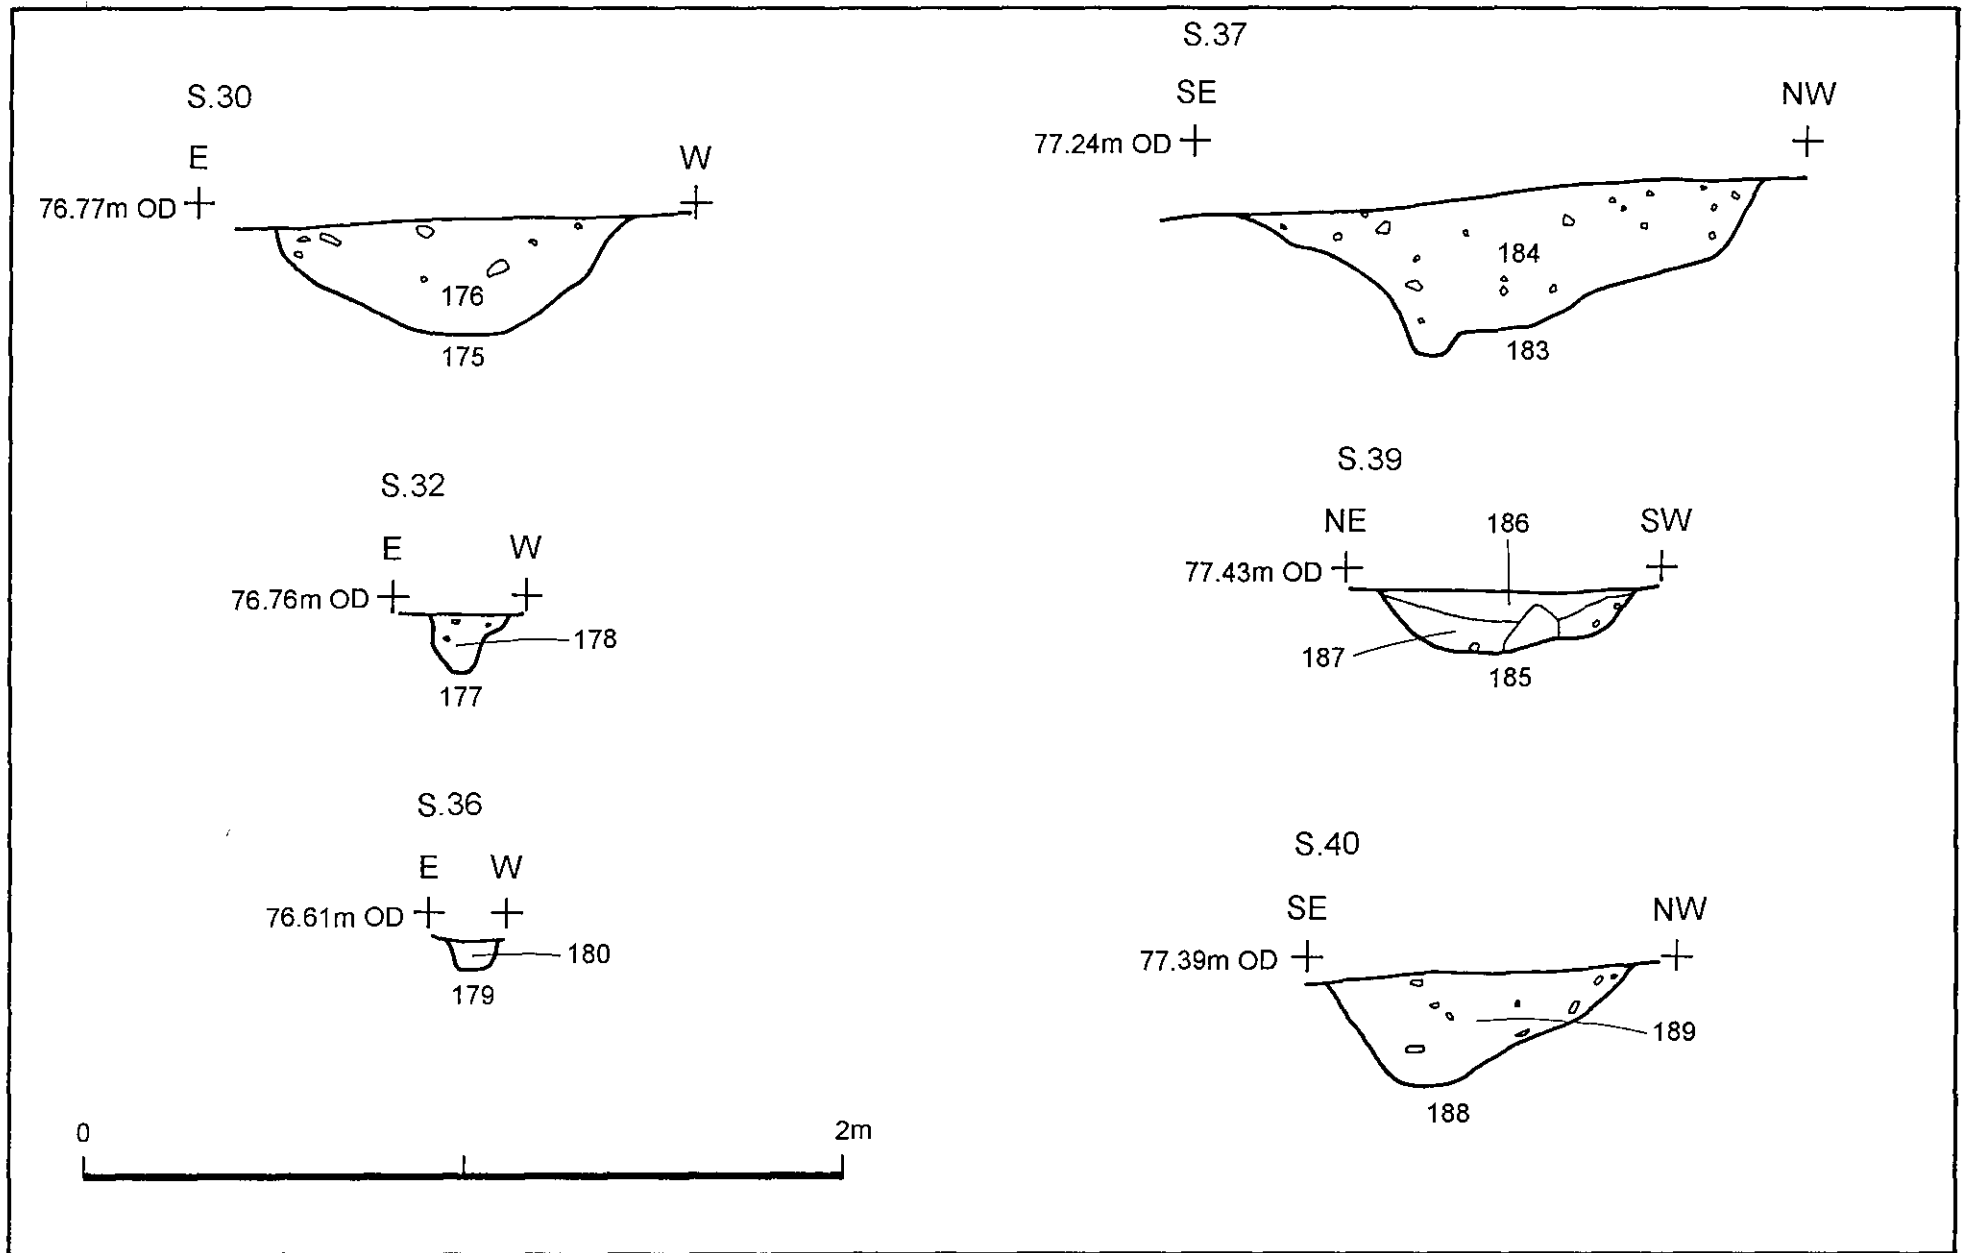 S.30
E W
76.77m OD
176
175
S.32
E W
76.76m OD
178
177
S.36
E W
76.61m OD
180
179
S.37
SE NW
77.24m OD
184
183
S.39
NE 186 SW
77.43m OD
187
185
S.40
SE NW
77.39m OD
189
188
0 2m